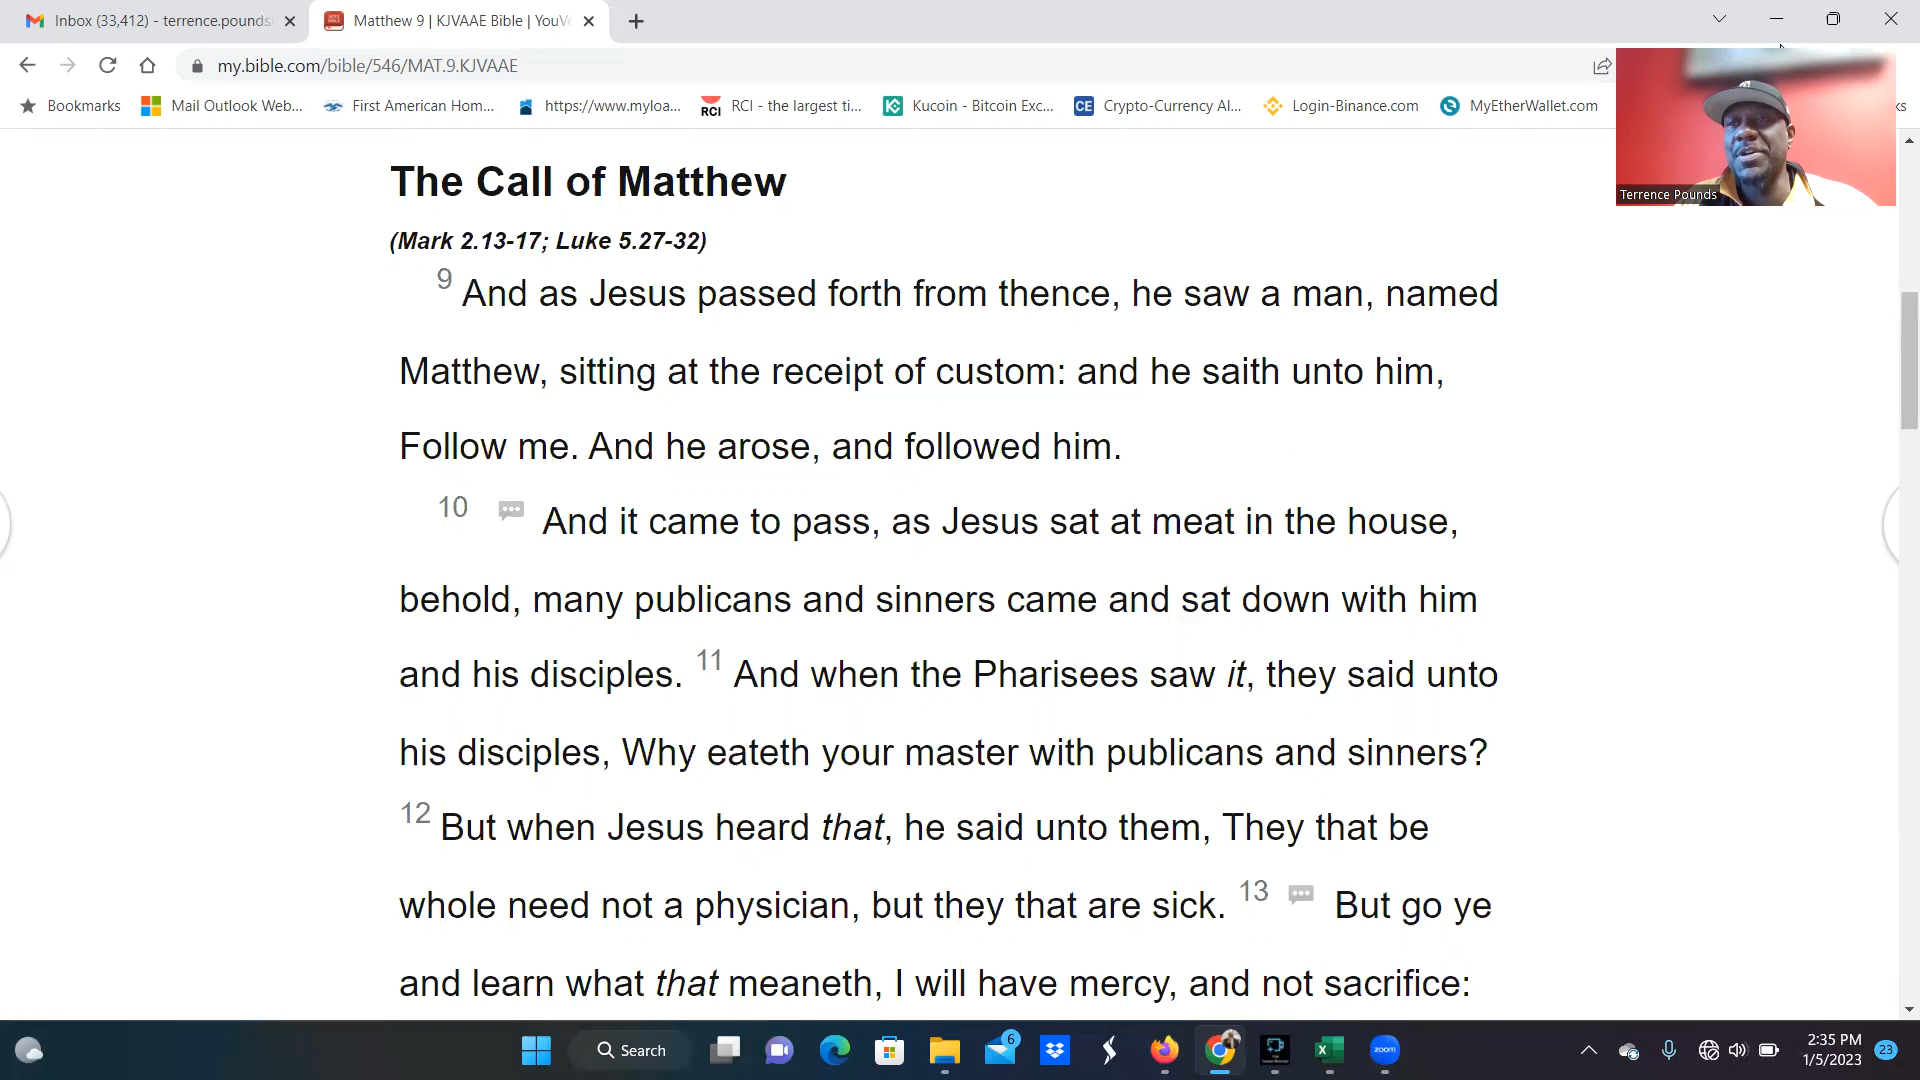 Inbox (33,412) - terrence.pounds
Matthew 9 | KJVAAE Bible | YouV
my.bible.com/bible/546/MAT.9.KJVAAE
Bookmarks
Mail Outlook Web...
First American Hom...
https://www.myloa...
RCI - the largest ti...
Kucoin - Bitcoin Exc...
Crypto-Currency Al...
Login-Binance.com
MyEtherWallet.com
ks
Terrence Pounds
The Call of Matthew
(Mark 2.13-17; Luke 5.27-32)
9 And as Jesus passed forth from thence, he saw a man, named
Matthew, sitting at the receipt of custom: and he saith unto him,
Follow me. And he arose, and followed him.
10 And it came to pass, as Jesus sat at meat in the house,
behold, many publicans and sinners came and sat down with him
and his disciples. 11 And when the Pharisees saw it, they said unto
his disciples, Why eateth your master with publicans and sinners?
12 But when Jesus heard that, he said unto them, They that be
whole need not a physician, but they that are sick. 13 But go ye
and learn what that meaneth, I will have mercy, and not sacrifice:
Search
6
zoom
2:35 PM
1/5/2023
23